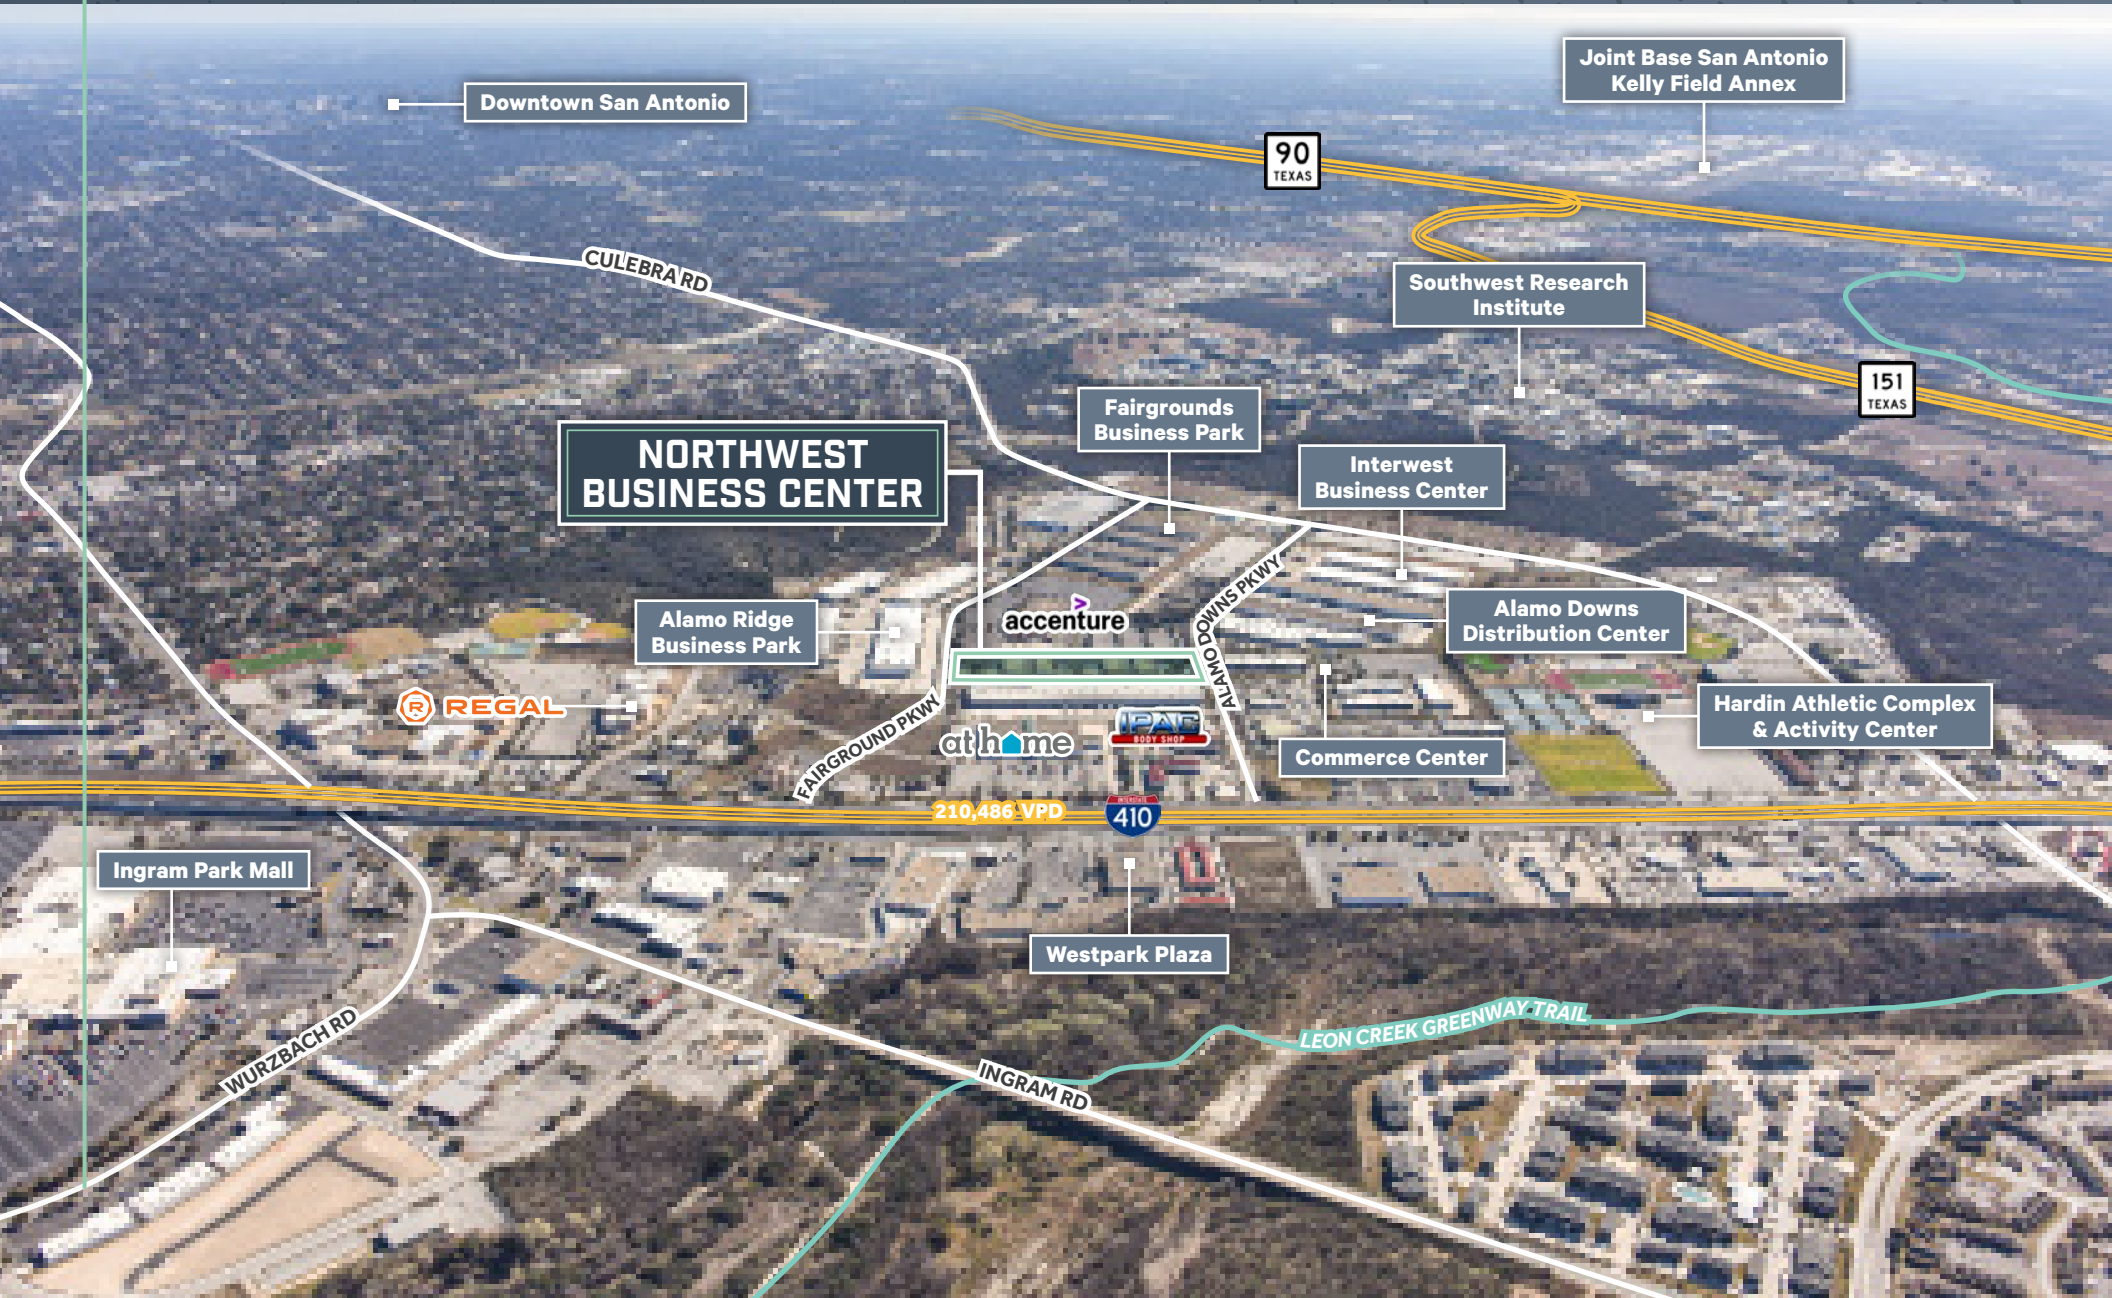 Joint Base San Antonio
Kelly Field Annex
Downtown San Antonio
90
TEXAS
CULEBRA RD
Southwest Research
Institute
151
TEXAS
Fairgrounds
Business Park
NORTHWEST
BUSINESS CENTER
Interwest
Business Center
ALAMO DOWNS PKWY
Alamo Ridge
Business Park
accenture
Alamo Downs
Distribution Center
R REGAL
FAIRGROUND PKWY
at home
IPAC
BODY SHOP
Hardin Athletic Complex
& Activity Center
Commerce Center
210,486 VPD
INTERSTATE
410
Ingram Park Mall
Westpark Plaza
WURZBACH RD
LEON CREEK GREENWAY TRAIL
INGRAM RD